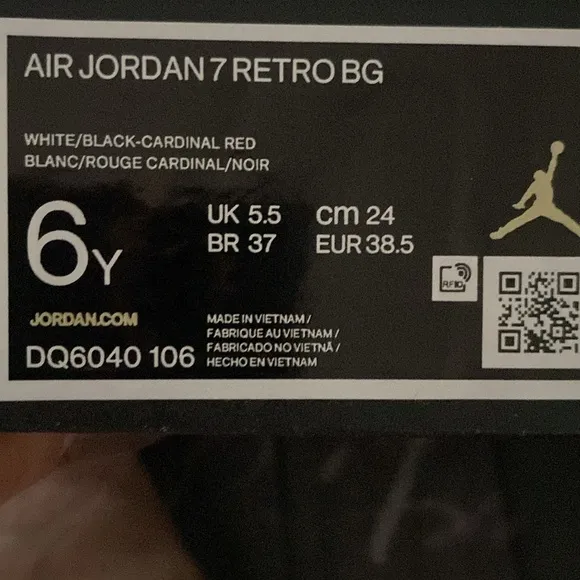 AIR JORDAN 7 RETRO BG
WHITE/BLACK-CARDINAL RED
BLANC/ROUGE CARDINAL/NOIR
6Y
UK 5.5 cm 24
BR 37 EUR 38.5
RFID
JORDAN.COM
DQ6040 106
MADE IN VIETNAM /
FABRIQUE AU VIETNAM /
FABRICADO NO VIETNÃ /
HECHO EN VIETNAM